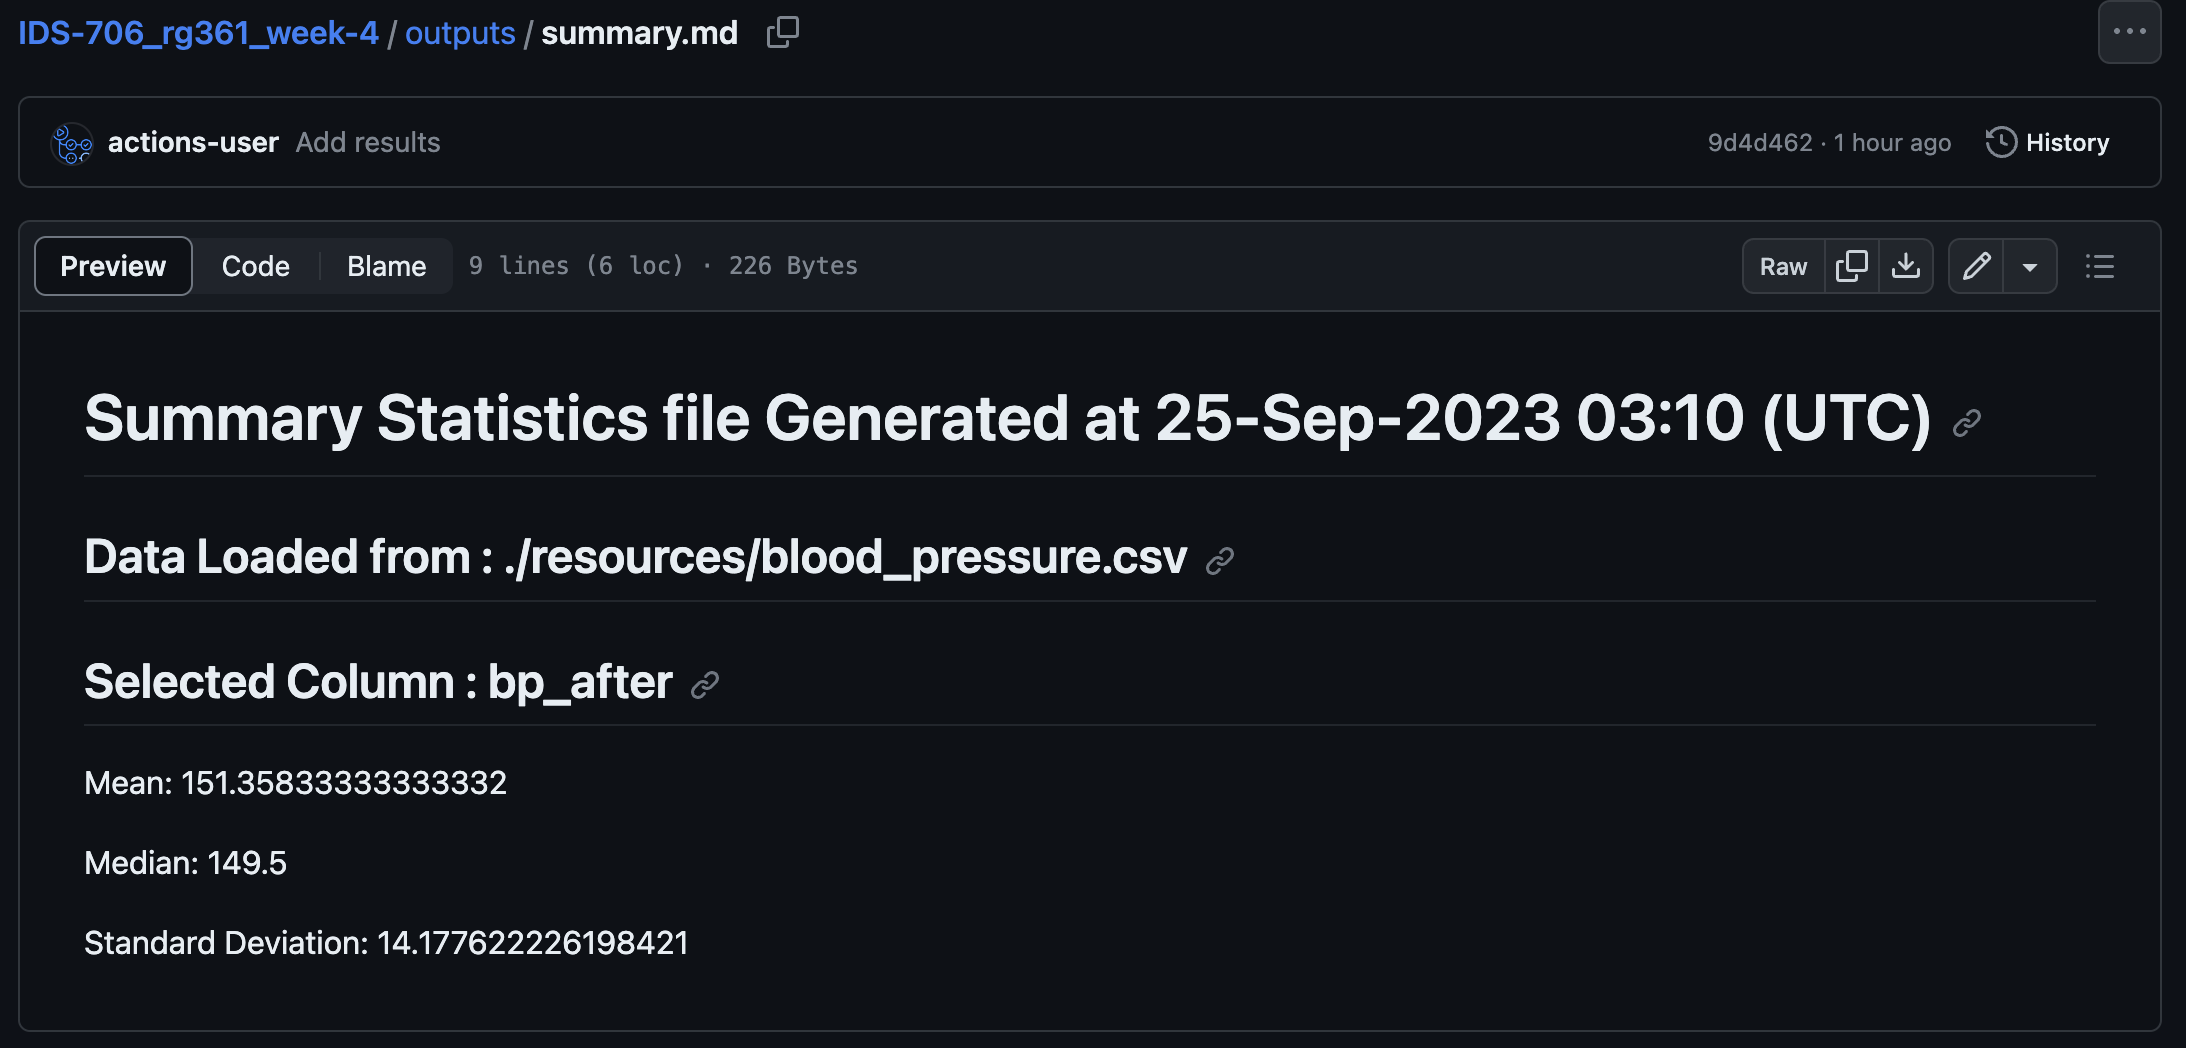 IDS-706_rg361_week-4 / outputs / summary.md
actions-user Add results 9d4d462 · 1 hour ago History
Preview Code Blame 9 lines (6 loc) · 226 Bytes Raw
Summary Statistics file Generated at 25-Sep-2023 03:10 (UTC)
Data Loaded from : ./resources/blood_pressure.csv
Selected Column : bp_after
Mean: 151.35833333333332
Median: 149.5
Standard Deviation: 14.177622226198421